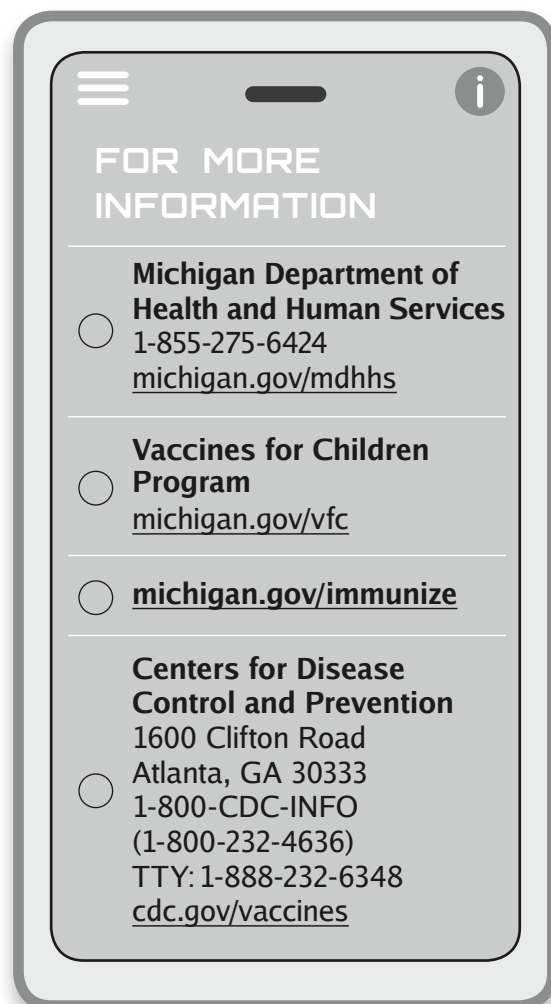 i
FOR MORE
INFORMATION
Michigan Department of
Health and Human Services
1-855-275-6424
michigan.gov/mdhhs
Vaccines for Children
Program
michigan.gov/vfc
michigan.gov/immunize
Centers for Disease
Control and Prevention
1600 Clifton Road
Atlanta, GA 30333
1-800-CDC-INFO
(1-800-232-4636)
TTY: 1-888-232-6348
cdc.gov/vaccines